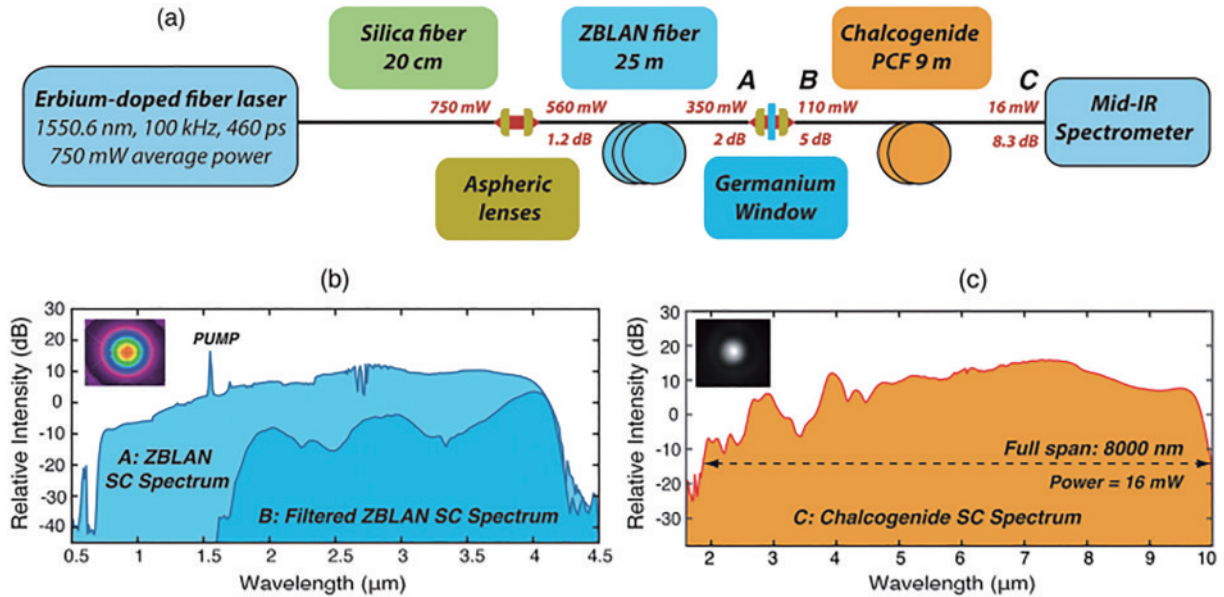 (a)
Silica fiber
20 cm
ZBLAN fiber
25 m
Chalcogenide
PCF 9 m
Erbium-doped fiber laser
1550.6 nm, 100 kHz, 460 ps
750 mW average power
750 mW
560 mW
1.2 dB
350 mW
2 dB
A
B
110 mW
5 dB
C
16 mW
8.3 dB
Mid-IR
Spectrometer
Aspheric
lenses
Germanium
Window
(b)
Relative Intensity (dB)
30
20
10
0
-10
-20
-30
-40
PUMP
A: ZBLAN
SC Spectrum
B: Filtered ZBLAN SC Spectrum
0.5
1
1.5
2
2.5
3
3.5
4
4.5
Wavelength (μm)
(c)
Relative Intensity (dB)
30
20
10
0
-10
-20
-30
Full span: 8000 nm
Power = 16 mW
C: Chalcogenide SC Spectrum
2
3
4
5
6
7
8
9
10
Wavelength (μm)